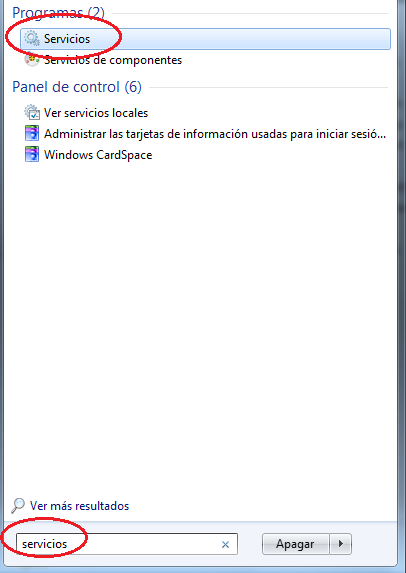 Programas (2)
Servicios
Servicios de componentes
Panel de control (6)
Ver servicios locales
Administrar las tarjetas de información usadas para iniciar sesió...
Windows CardSpace
Ver más resultados
servicios
Apagar